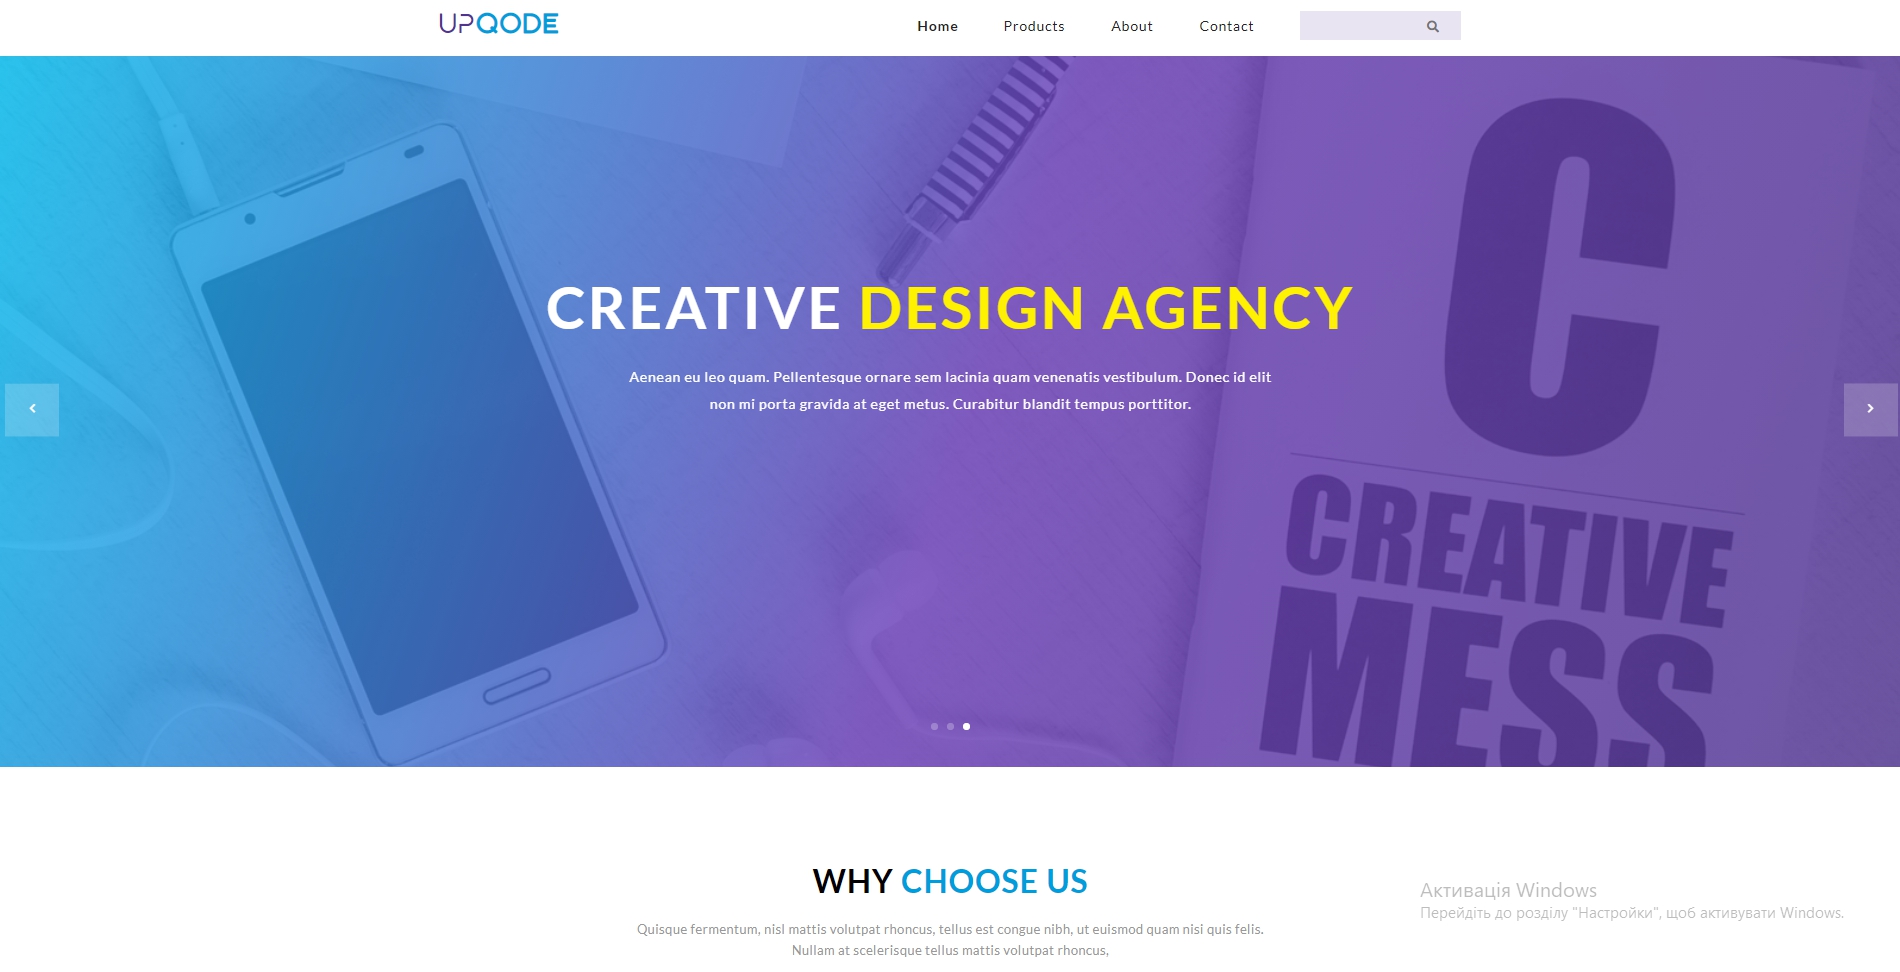 UPQODE
Home Products About Contact
C
CREATIVE DESIGN AGENCY
Aenean eu leo quam. Pellentesque ornare sem lacinia quam venenatis vestibulum. Donec id elit
non mi porta gravida at eget metus. Curabitur blandit tempus porttitor.
CREATIVE
MESS
WHY CHOOSE US
Quisque fermentum, nisl mattis volutpat rhoncus, tellus est congue nibh, ut euismod quam nisi quis felis.
Nullam at scelerisque tellus mattis volutpat rhoncus,
Активація Windows
Перейдіть до розділу "Настройки", щоб активувати Windows.